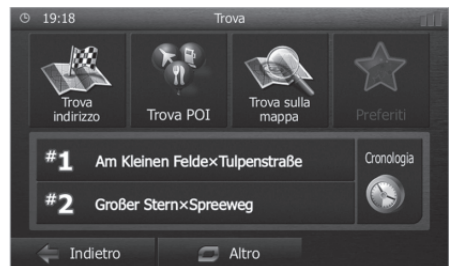 19:18 Trova
Trova indirizzo
Trova POI
Trova sulla mappa
Preferiti
#1 Am Kleinen Felde×Tulpenstraße
Cronologia
#2 Großer Stern×Spreeweg
Indietro
Altro